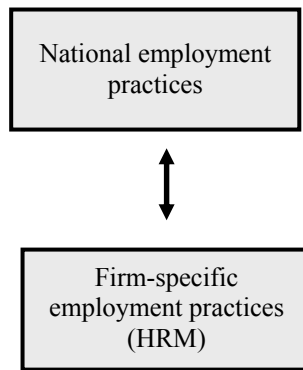 National employment
practices
Firm-specific
employment practices
(HRM)